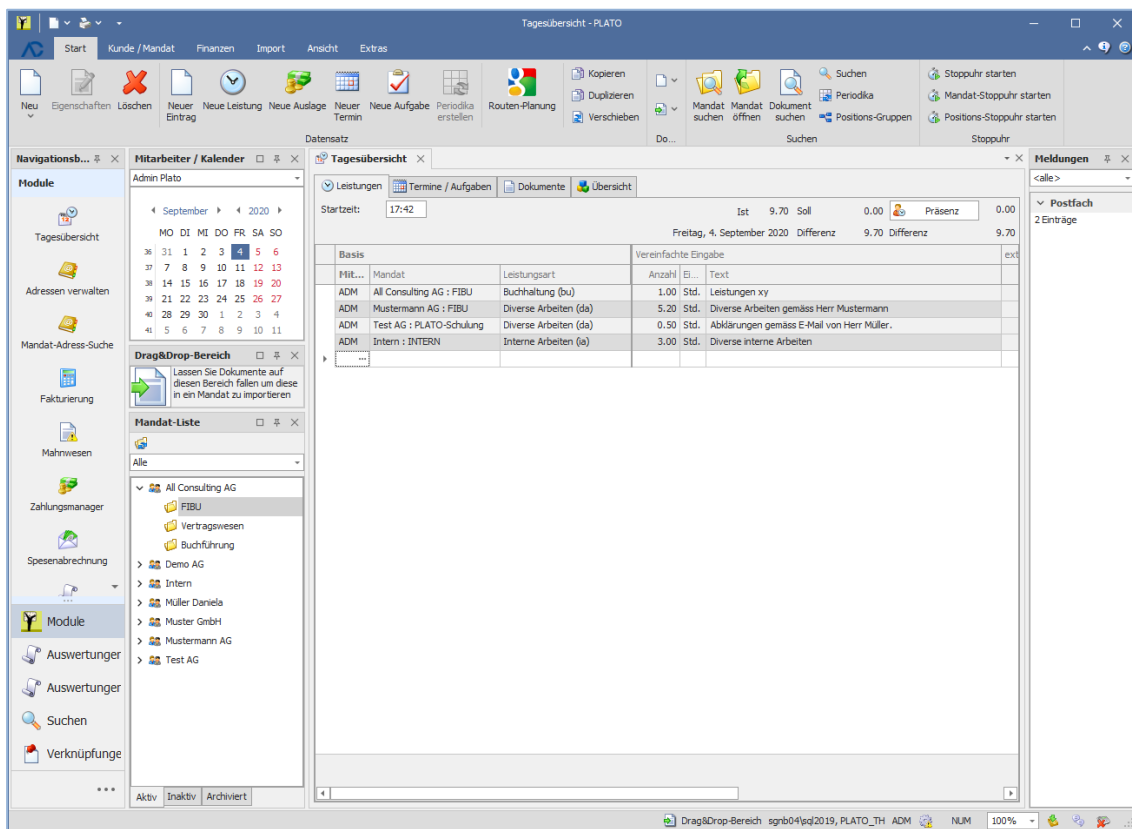 Tagesübersicht - PLATO
Start Kunde / Mandat Finanzen Import Ansicht Extras
Neu Eigenschaften Löschen Neuer Eintrag Neue Leistung Neue Auslage Neuer Termin Neue Aufgabe Periodika erstellen Routen-Planung
Kopieren
Duplizieren
Verschieben
Mandat suchen Mandat öffnen Dokument suchen
Suchen
Periodika
Positions-Gruppen
Stoppuhr starten
Mandat-Stoppuhr starten
Positions-Stoppuhr starten
Datensatz Do... Suchen Stoppuhr
Navigationsb...
Module
Tagesübersicht
Adressen verwalten
Mandat-Adress-Suche
Fakturierung
Mahnwesen
Zahlungsmanager
Spesenabrechnung
Module
Auswertunger
Auswertunger
Suchen
Verknüpfunge
Mitarbeiter / Kalender
Admin Plato
September 2020
MO DI MI DO FR SA SO
36 31 1 2 3 4 5 6
37 7 8 9 10 11 12 13
38 14 15 16 17 18 19 20
39 21 22 23 24 25 26 27
40 28 29 30 1 2 3 4
41 5 6 7 8 9 10 11
Drag&Drop-Bereich
Lassen Sie Dokumente auf
diesen Bereich fallen um diese
in ein Mandat zu importieren
Mandat-Liste
Alle
All Consulting AG
FIBU
Vertragswesen
Buchführung
Demo AG
Intern
Müller Daniela
Muster GmbH
Mustermann AG
Test AG
Aktiv Inaktiv Archiviert
Tagesübersicht
Leistungen Termine / Aufgaben Dokumente Übersicht
Startzeit: 17:42 Ist 9.70 Soll 0.00 Präsenz 0.00
Freitag, 4. September 2020 Differenz 9.70 Differenz 9.70
Basis Vereinfachte Eingabe ext
Mit... Mandat Leistungsart Anzahl Ei... Text
ADM All Consulting AG : FIBU Buchhaltung (bu) 1.00 Std. Leistungen xy
ADM Mustermann AG : FIBU Diverse Arbeiten (da) 5.20 Std. Diverse Arbeiten gemäss Herr Mustermann
ADM Test AG : PLATO-Schulung Diverse Arbeiten (da) 0.50 Std. Abklärungen gemäss E-Mail von Herr Müller.
ADM Intern : INTERN Interne Arbeiten (ia) 3.00 Std. Diverse interne Arbeiten
Meldungen
<alle>
Postfach
2 Einträge
Drag&Drop-Bereich sgnb04\sql2019, PLATO_TH ADM NUM 100%